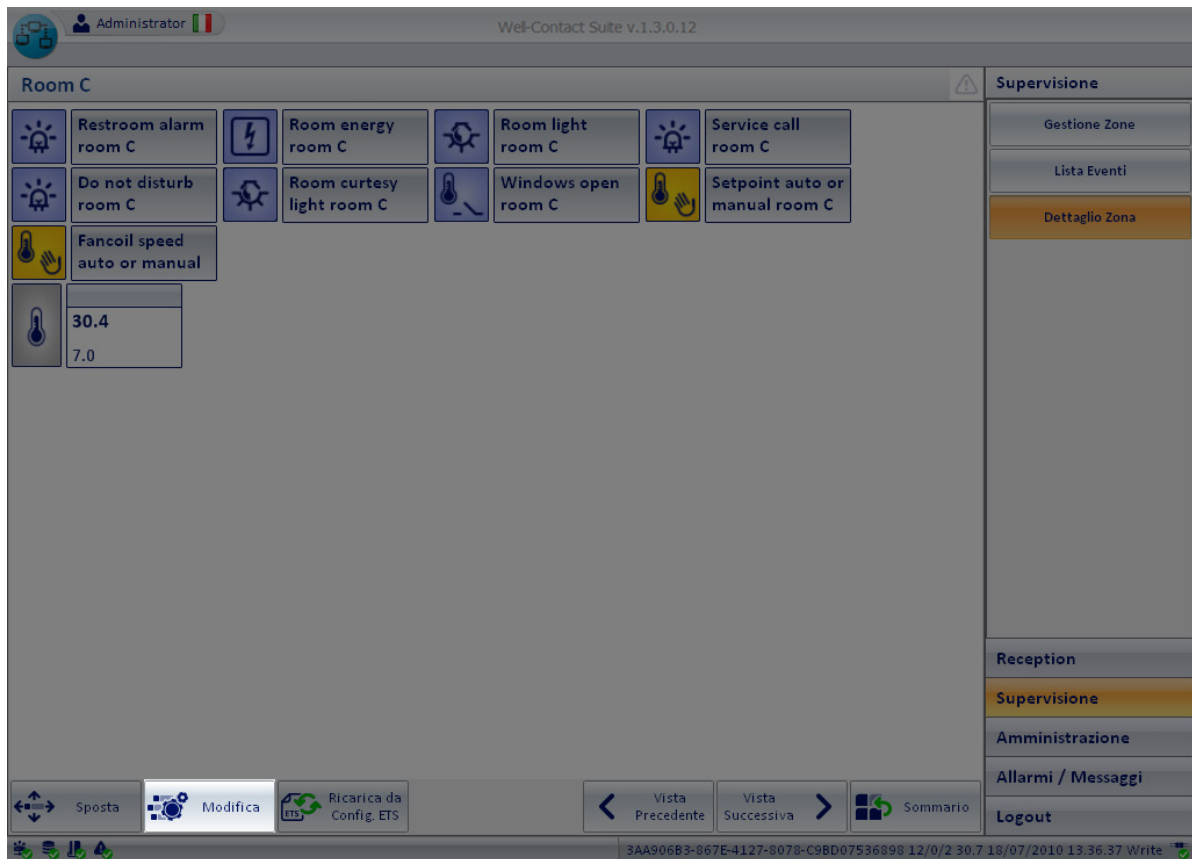 Administrator
Well-Contact Suite v.1.3.0.12
Room C
Restroom alarm
room C
Room energy
room C
Room light
room C
Service call
room C
Do not disturb
room C
Room curtesy
light room C
Windows open
room C
Setpoint auto or
manual room C
Fancoil speed
auto or manual
30.4
7.0
Supervisione
Gestione Zone
Lista Eventi
Dettaglio Zona
Reception
Supervisione
Amministrazione
Allarmi / Messaggi
Logout
Sposta
Modifica
ETS
Ricarica da
Config. ETS
Vista
Precedente
Vista
Successiva
Sommario
3AA906B3-867E-4127-8078-C9BD07536898 12/0/2 30.7 18/07/2010 13.36.37 Write